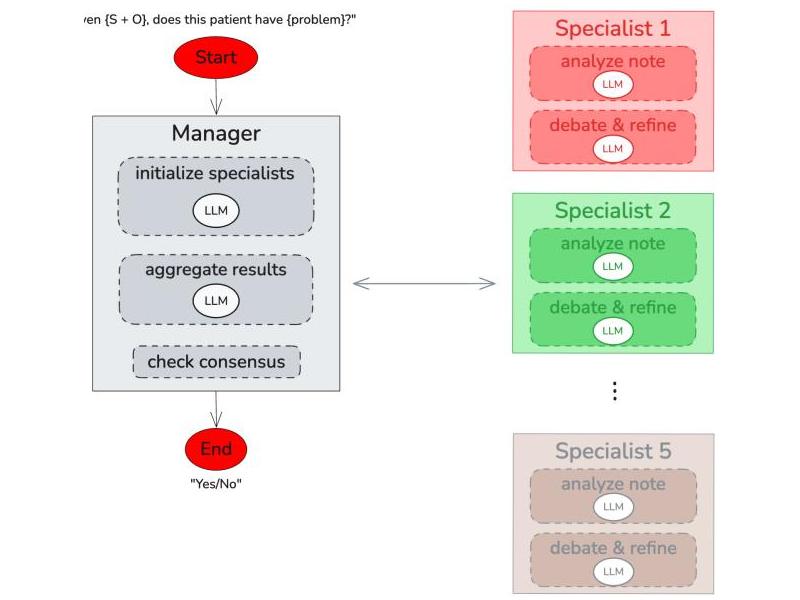 ven {S + O}, does this patient have {problem}?"
Start
Manager
initialize specialists
LLM
aggregate results
LLM
check consensus
End
"Yes/No"
Specialist 1
analyze note
LLM
debate & refine
LLM
Specialist 2
analyze note
LLM
debate & refine
LLM
Specialist 5
analyze note
LLM
debate & refine
LLM